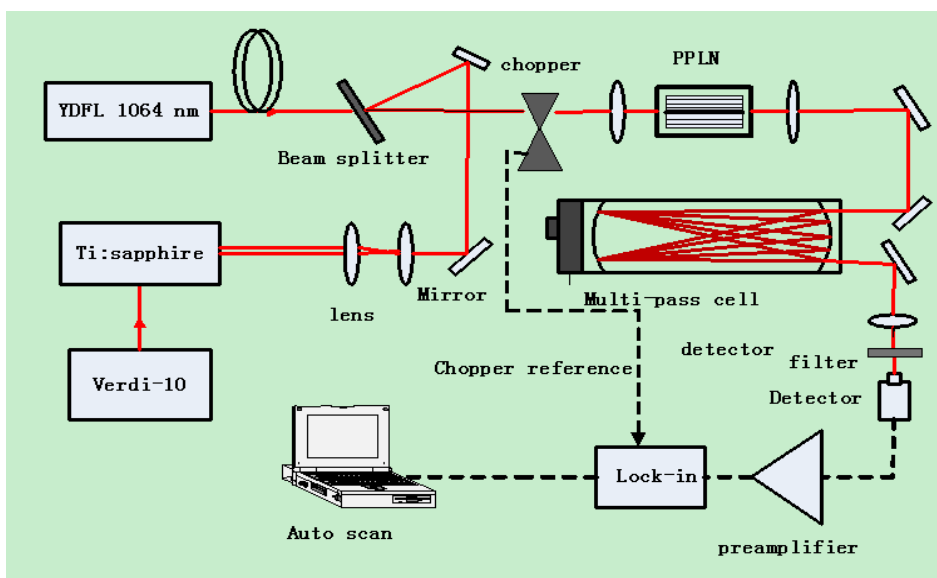 PPLN
chopper
YDFL 1064 nm
Beam splitter
Ti:sapphire
Mirror
Multi-pass cell
lens
detector
filter
Chopper reference
Verdi-10
Detector
Lock-in
Auto scan
preamplifier